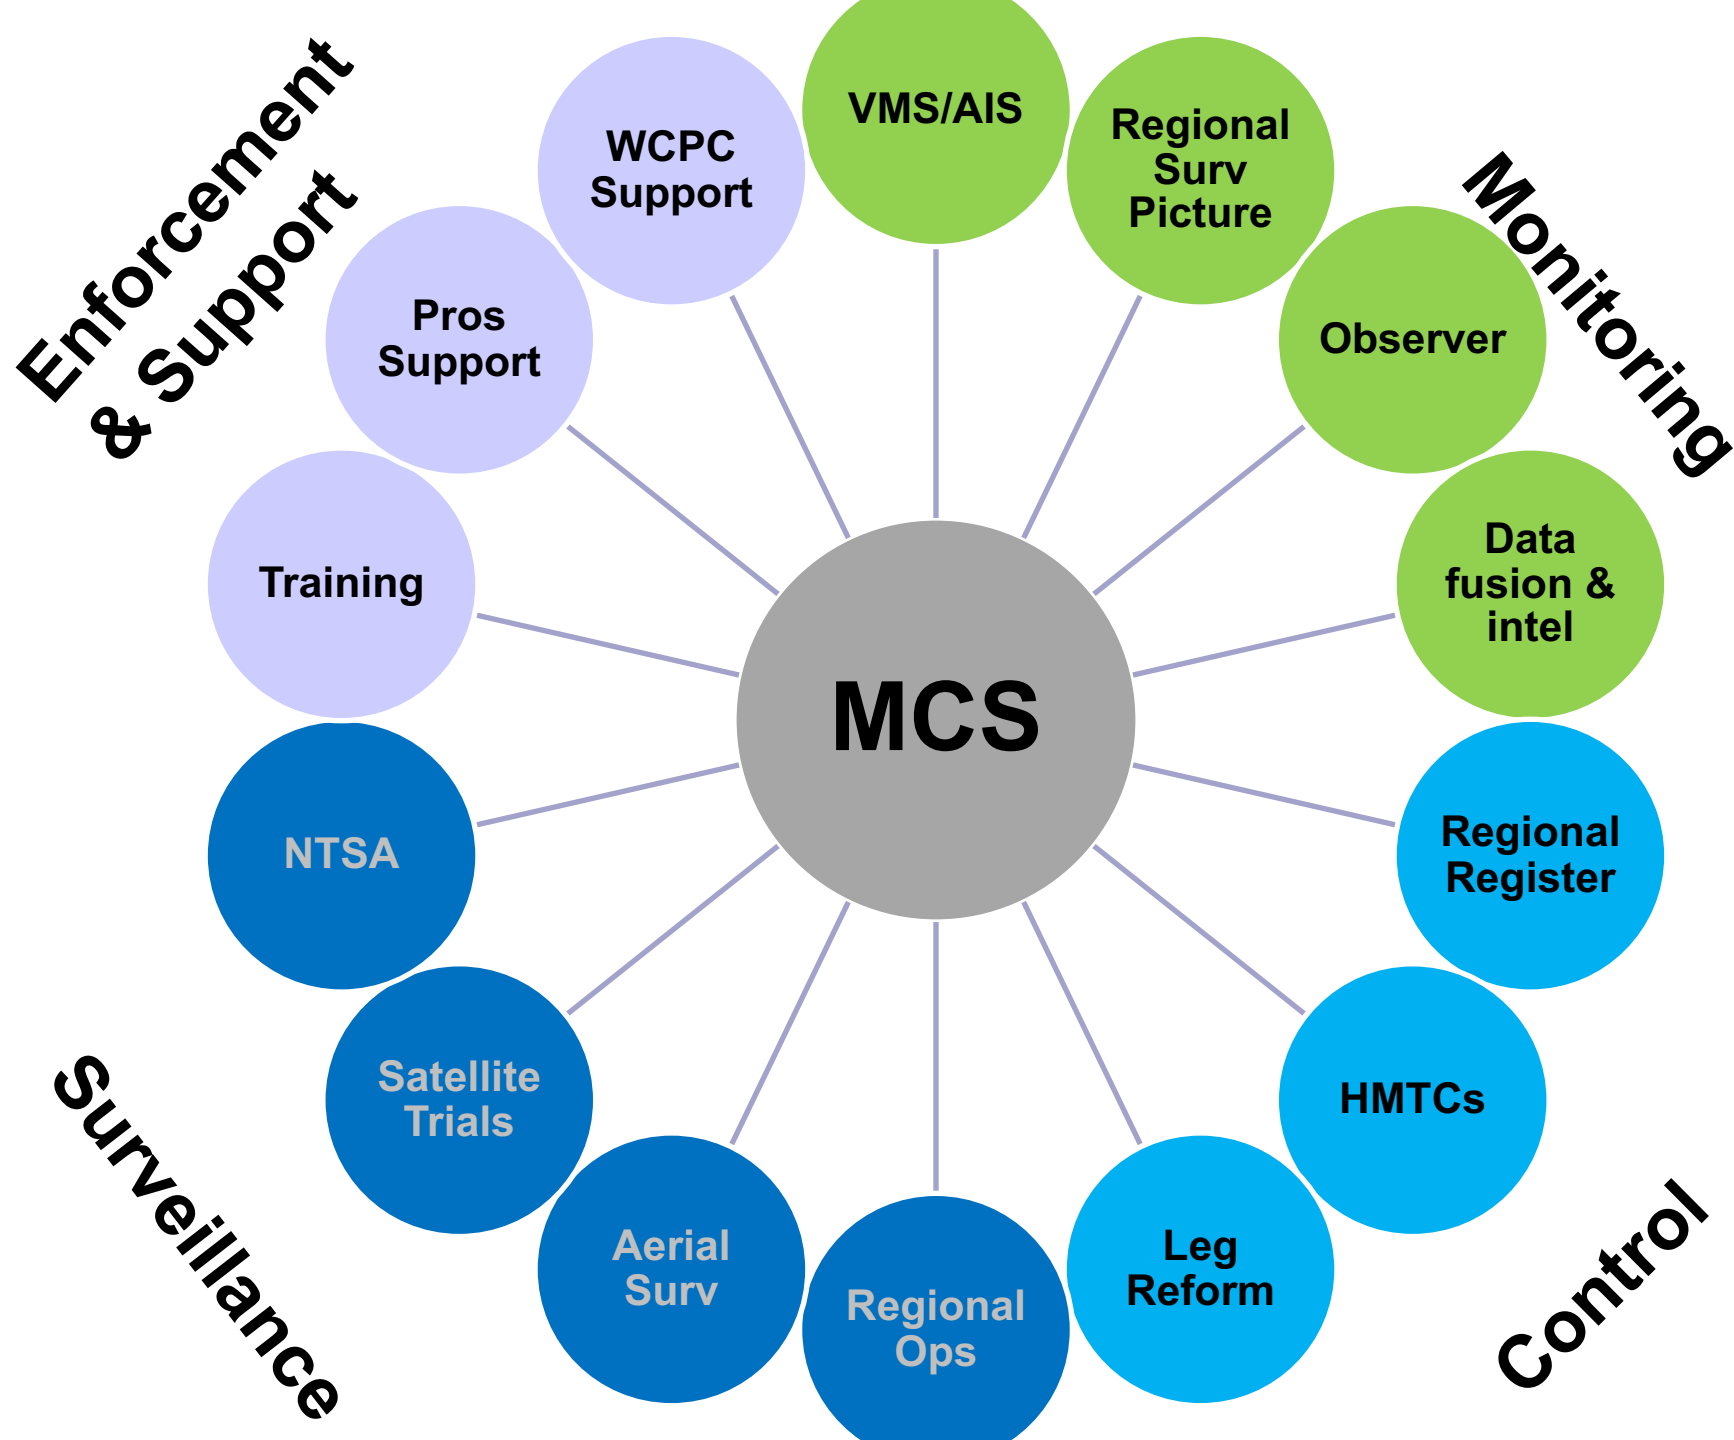 Enforcement
& Support
WCPC
Support
VMS/AIS
Regional
Surv
Picture
Monitoring
Pros
Support
Observer
Training
Data
fusion &
intel
MCS
NTSA
Regional
Register
Satellite
Trials
HMTCs
Aerial
Surv
Regional
Ops
Leg
Reform
Surveillance
Control